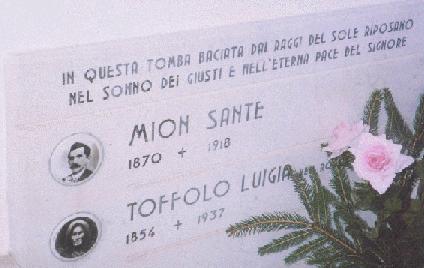 IN QUESTA TOMBA BACIATA DAI RAGGI DEL SOLE RIPOSANO
NEL SONNO DEI GIUSTI E NELL'ETERNA PACE DEL SIGNORE
MION SANTE
1870 + 1918
TOFFOLO LUIGIA
1854 + 1937